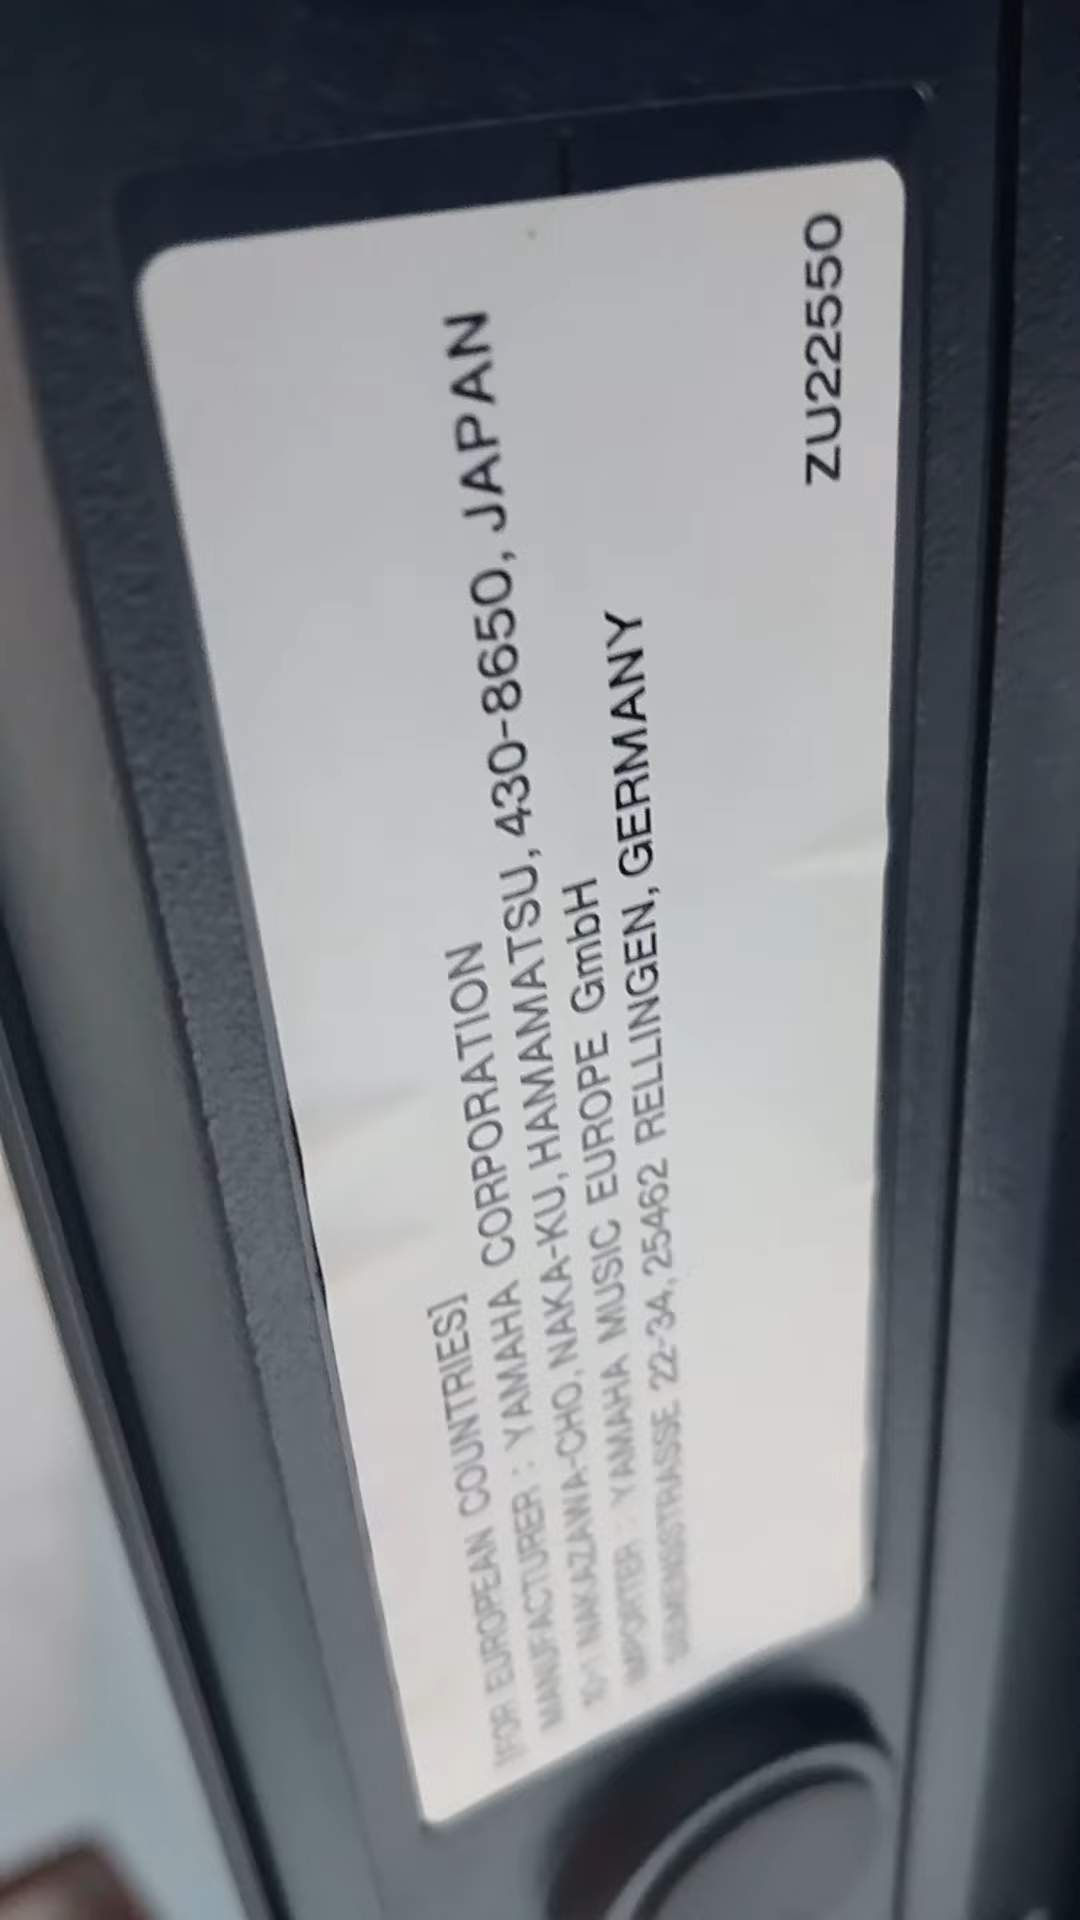 [FOR EUROPEAN COUNTRIES]
MANUFACTURER : YAMAHA CORPORATION
10-1 NAKAZAWA-CHO, NAKA-KU, HAMAMATSU, 430-8650, JAPAN
IMPORTER : YAMAHA MUSIC EUROPE GmbH
SIEMENSSTRASSE 22-34, 25462 RELLINGEN, GERMANY
ZU22550